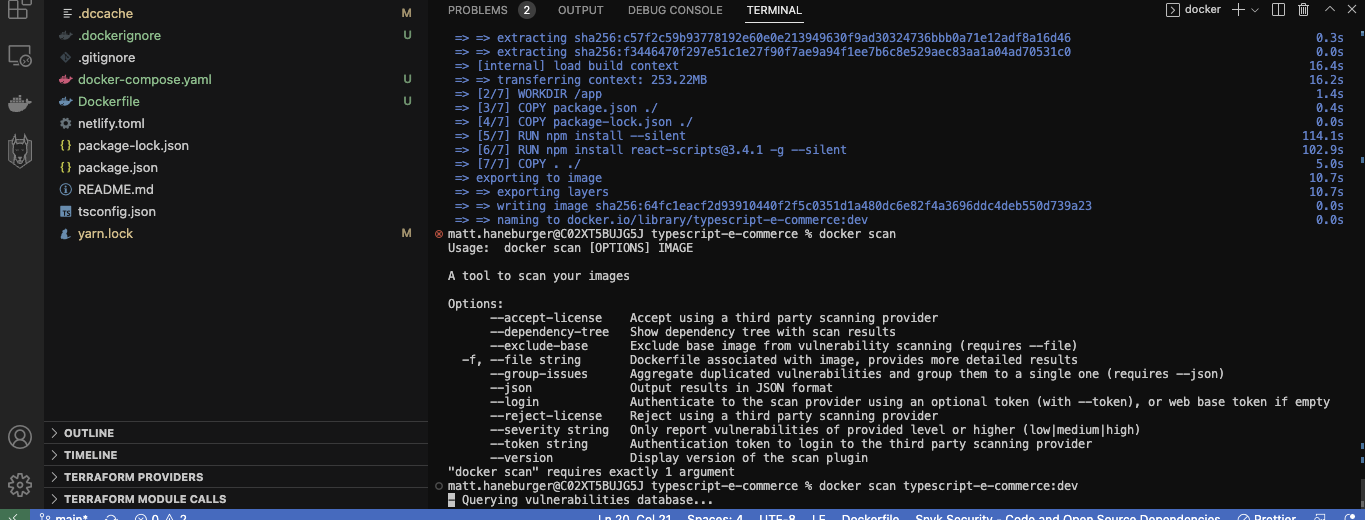 .dccache M
.dockerignore U
.gitignore
docker-compose.yaml U
Dockerfile U
netlify.toml
package-lock.json
package.json
README.md
tsconfig.json
yarn.lock M
OUTLINE
TIMELINE
TERRAFORM PROVIDERS
TERRAFORM MODULE CALLS
PROBLEMS 2 OUTPUT DEBUG CONSOLE TERMINAL docker
=> => extracting sha256:c57f2c59b93778192e60e0e213949630f9ad30324736bbb0a71e12adf8a16d46 0.3s
=> => extracting sha256:f3446470f297e51c1e27f90f7ae9a94f1ee7b6c8e529aec83aa1a04ad70531c0 0.0s
=> [internal] load build context 16.4s
=> => transferring context: 253.22MB 16.2s
=> [2/7] WORKDIR /app 1.4s
=> [3/7] COPY package.json ./ 0.4s
=> [4/7] COPY package-lock.json ./ 0.0s
=> [5/7] RUN npm install --silent 114.1s
=> [6/7] RUN npm install react-scripts@3.4.1 -g --silent 102.9s
=> [7/7] COPY . ./ 5.0s
=> exporting to image 10.7s
=> => exporting layers 10.7s
=> => writing image sha256:64fc1eacf2d93910440f2f5c0351d1a480dc6e82f4a3696ddc4deb550d739a23 0.0s
=> => naming to docker.io/library/typescript-e-commerce:dev 0.0s
matt.haneburger@C02XT5BUJG5J typescript-e-commerce % docker scan
Usage:  docker scan [OPTIONS] IMAGE
A tool to scan your images
Options:
--accept-license Accept using a third party scanning provider
--dependency-tree Show dependency tree with scan results
--exclude-base Exclude base image from vulnerability scanning (requires --file)
-f, --file string Dockerfile associated with image, provides more detailed results
--group-issues Aggregate duplicated vulnerabilities and group them to a single one (requires --json)
--json Output results in JSON format
--login Authenticate to the scan provider using an optional token (with --token), or web base token if empty
--reject-license Reject using a third party scanning provider
--severity string Only report vulnerabilities of provided level or higher (low|medium|high)
--token string Authentication token to login to the third party scanning provider
--version Display version of the scan plugin
"docker scan" requires exactly 1 argument
matt.haneburger@C02XT5BUJG5J typescript-e-commerce % docker scan typescript-e-commerce:dev
Querying vulnerabilities database...
main* 0 2 Ln 20, Col 21 Spaces: 4 UTF-8 LF Dockerfile Snyk Security - Code and Open Source Dependencies Prettier